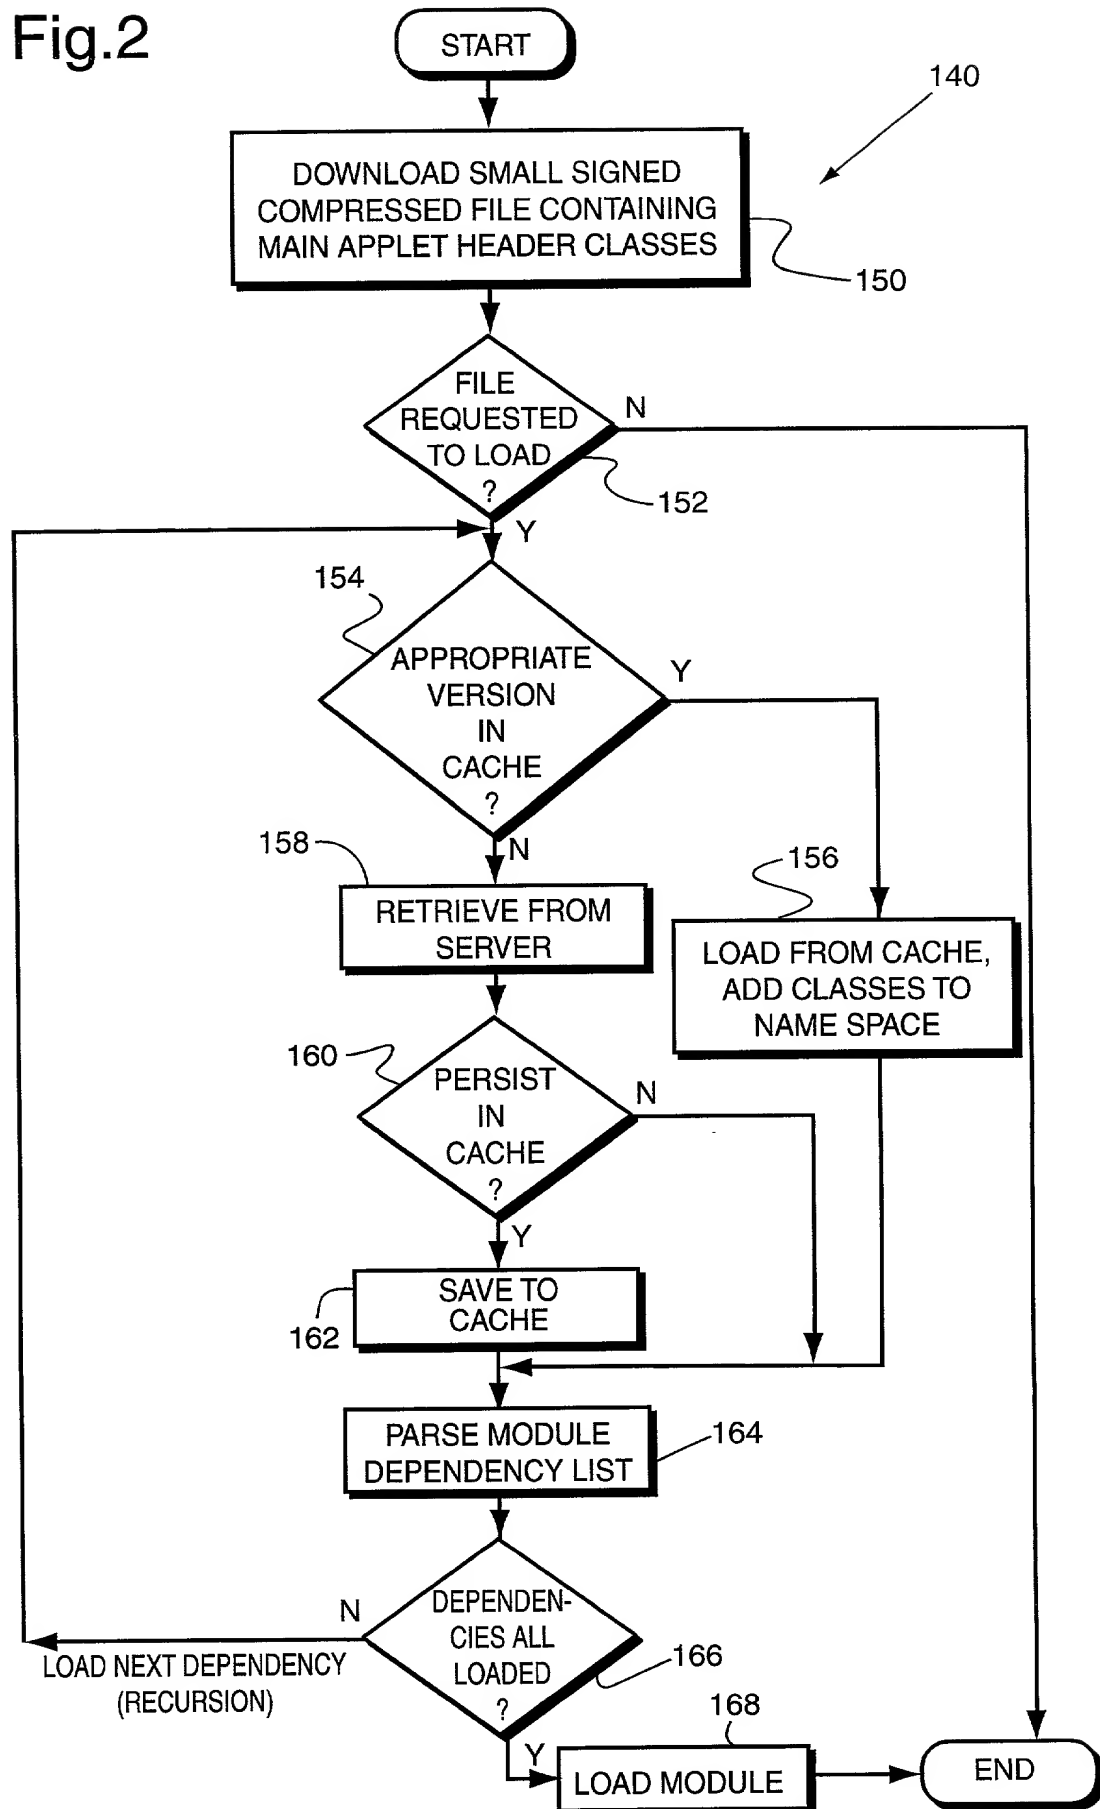 Fig.2
START
140
DOWNLOAD SMALL SIGNED
COMPRESSED FILE CONTAINING
MAIN APPLET HEADER CLASSES
150
FILE
REQUESTED
TO LOAD
?
N
152
Y
154
APPROPRIATE
VERSION
IN
CACHE
?
Y
N
158
RETRIEVE FROM
SERVER
156
LOAD FROM CACHE,
ADD CLASSES TO
NAME SPACE
160
PERSIST
IN
CACHE
?
N
Y
162
SAVE TO
CACHE
PARSE MODULE
DEPENDENCY LIST
164
DEPENDEN-
CIES ALL
LOADED
?
N
LOAD NEXT DEPENDENCY
(RECURSION)
166
Y
168
LOAD MODULE
END